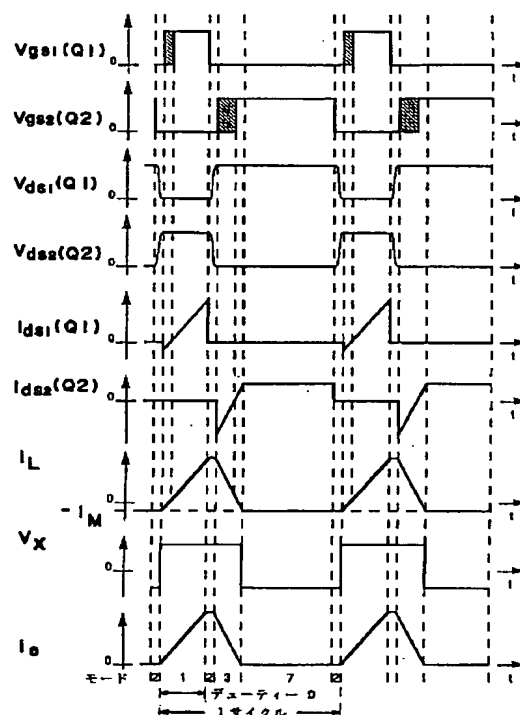 Vgs1(Q1)
0
t
Vgs2(Q2)
0
t
Vds1(Q1)
0
t
Vds2(Q2)
0
t
Ids1(Q1)
0
t
Ids2(Q2)
0
t
IL
0
-IM
t
VX
0
t
Io
0
t
モード 1 3 7
デューティー D
1サイクル